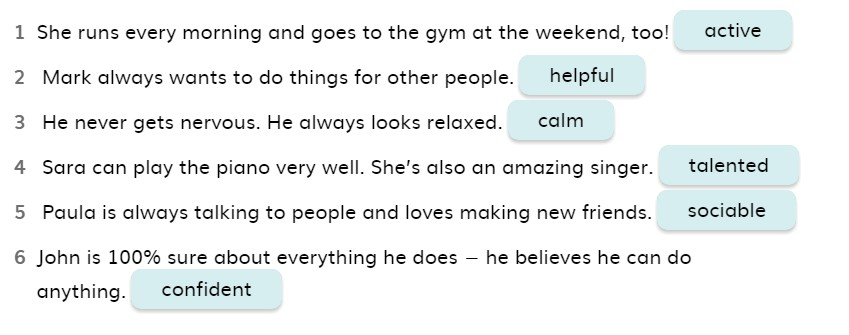 1 She runs every morning and goes to the gym at the weekend, too! active
2 Mark always wants to do things for other people. helpful
3 He never gets nervous. He always looks relaxed. calm
4 Sara can play the piano very well. She’s also an amazing singer. talented
5 Paula is always talking to people and loves making new friends. sociable
6 John is 100% sure about everything he does – he believes he can do
anything. confident